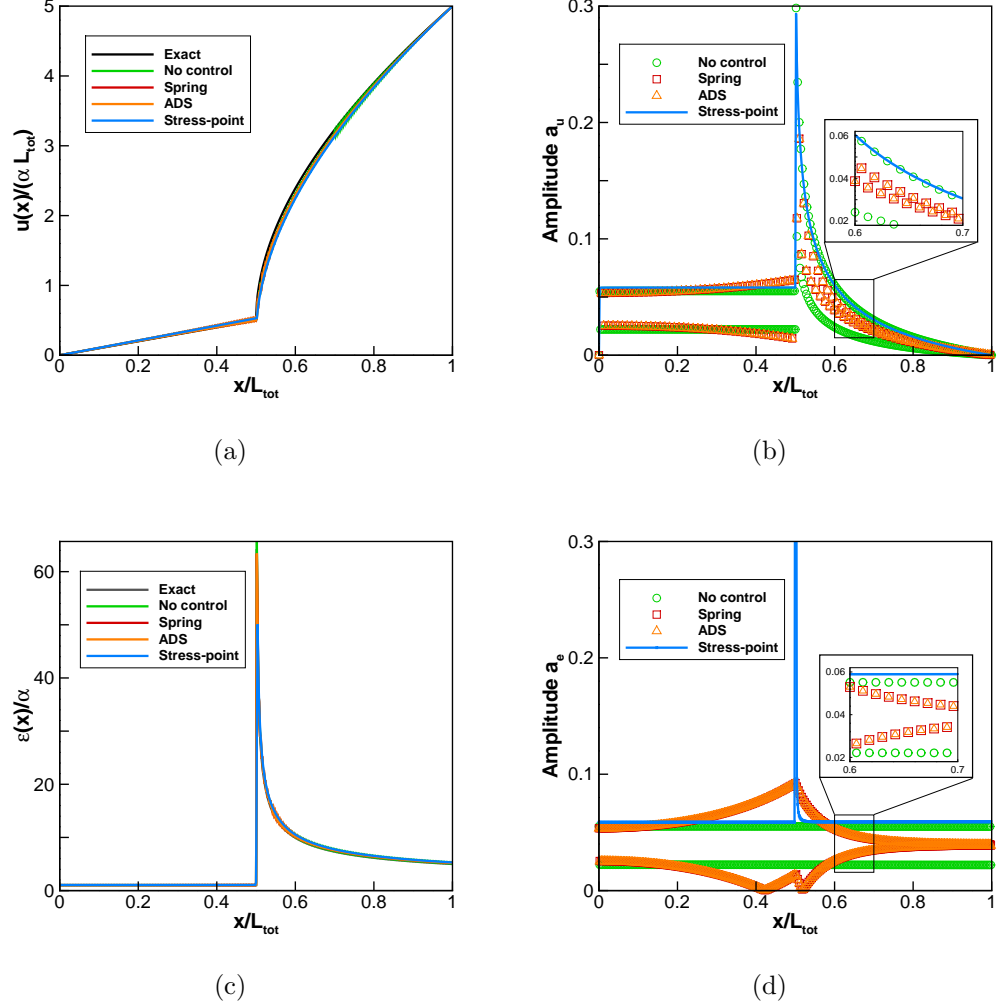 5
4
3
2
1
0
0
0.2
0.4
0.6
0.8
1
u(x)/(α L_tot)
x/L_tot
Exact
No control
Spring
ADS
Stress-point
(a)
0.3
0.2
0.1
0
0
0.2
0.4
0.6
0.8
1
Amplitude a_u
x/L_tot
No control
Spring
ADS
Stress-point
0.06
0.04
0.02
0.6
0.7
(b)
60
40
20
0
0
0.2
0.4
0.6
0.8
1
ε(x)/α
x/L_tot
Exact
No control
Spring
ADS
Stress-point
(c)
0.3
0.2
0.1
0
0
0.2
0.4
0.6
0.8
1
Amplitude a_e
x/L_tot
No control
Spring
ADS
Stress-point
0.06
0.04
0.02
0.6
0.7
(d)